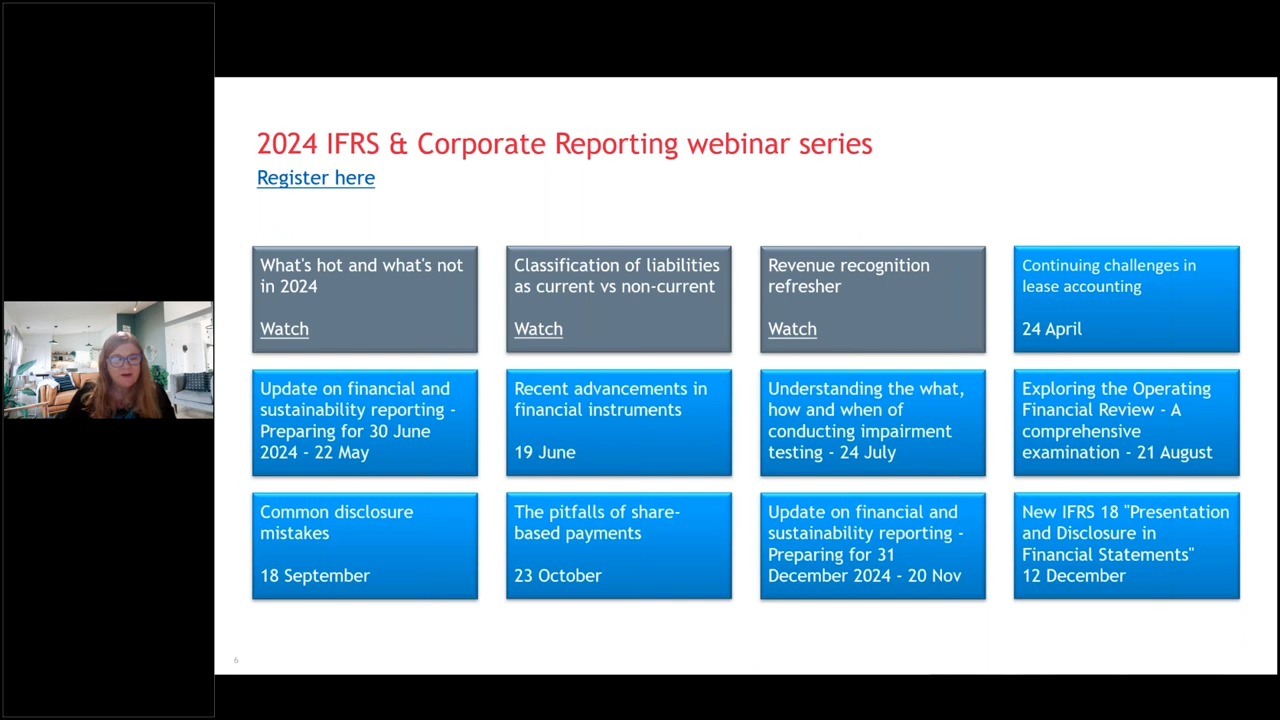 2024 IFRS & Corporate Reporting webinar series
Register here
What's hot and what's not
in 2024
Watch
Classification of liabilities
as current vs non-current
Watch
Revenue recognition
refresher
Watch
Continuing challenges in
lease accounting
24 April
Update on financial and
sustainability reporting -
Preparing for 30 June
2024 - 22 May
Recent advancements in
financial instruments
19 June
Understanding the what,
how and when of
conducting impairment
testing - 24 July
Exploring the Operating
Financial Review - A
comprehensive
examination - 21 August
Common disclosure
mistakes
18 September
The pitfalls of share-
based payments
23 October
Update on financial and
sustainability reporting -
Preparing for 31
December 2024 - 20 Nov
New IFRS 18 "Presentation
and Disclosure in
Financial Statements"
12 December
6